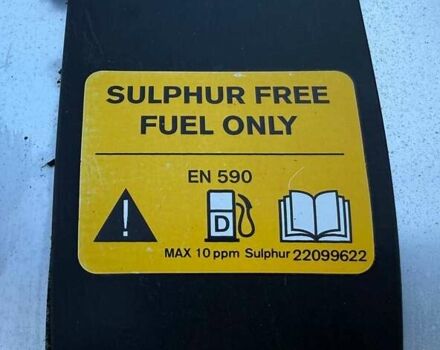 SULPHUR FREE
FUEL ONLY
EN 590
D
MAX 10 ppm Sulphur 22099622